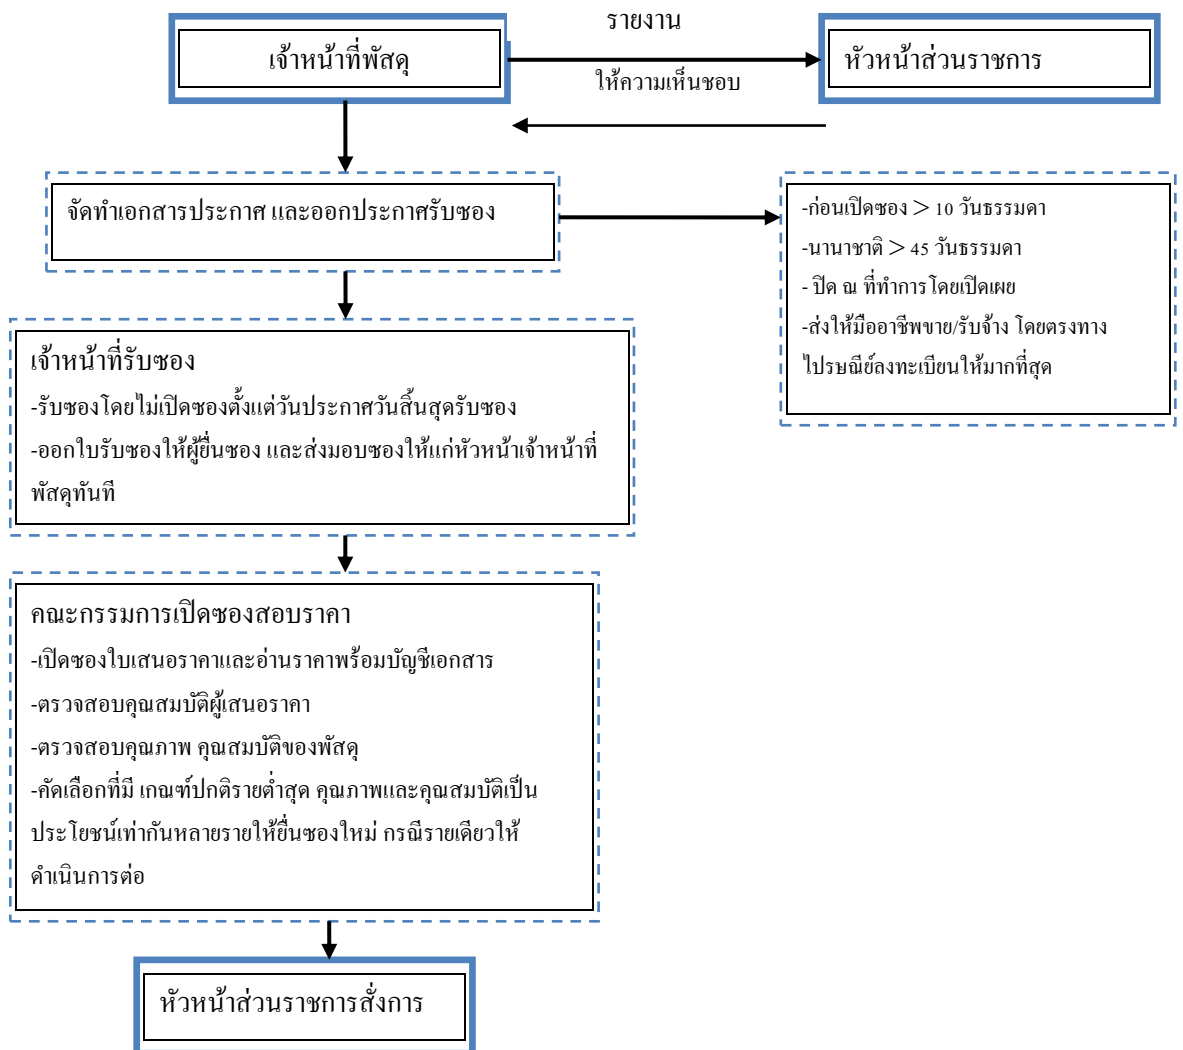 รายงาน
เจ้าหน้าที่พัสดุ
หัวหน้าส่วนราชการ
ให้ความเห็นชอบ
จัดทำเอกสารประกาศ และออกประกาศรับซอง
-ก่อนเปิดซอง > 10 วันธรรมดา
-นานาชาติ > 45 วันธรรมดา
- ปิด ณ ที่ทำการโดยเปิดเผย
-ส่งให้มืออาชีพขาย/รับจ้าง โดยตรงทาง
ไปรษณีย์ลงทะเบียนให้มากที่สุด
เจ้าหน้าที่รับซอง
-รับซองโดยไม่เปิดซองตั้งแต่วันประกาศวันสิ้นสุดรับซอง
-ออกใบรับซองให้ผู้ยื่นซอง และส่งมอบซองให้แก่หัวหน้าเจ้าหน้าที่
พัสดุทันที
คณะกรรมการเปิดซองสอบราคา
-เปิดซองใบเสนอราคาและอ่านราคาพร้อมบัญชีเอกสาร
-ตรวจสอบคุณสมบัติผู้เสนอราคา
-ตรวจสอบคุณภาพ คุณสมบัติของพัสดุ
-คัดเลือกที่มี เกณฑ์ปกติรายต่ำสุด คุณภาพและคุณสมบัติเป็น
ประโยชน์เท่ากันหลายรายให้ยื่นซองใหม่ กรณีรายเดียวให้
ดำเนินการต่อ
หัวหน้าส่วนราชการสั่งการ